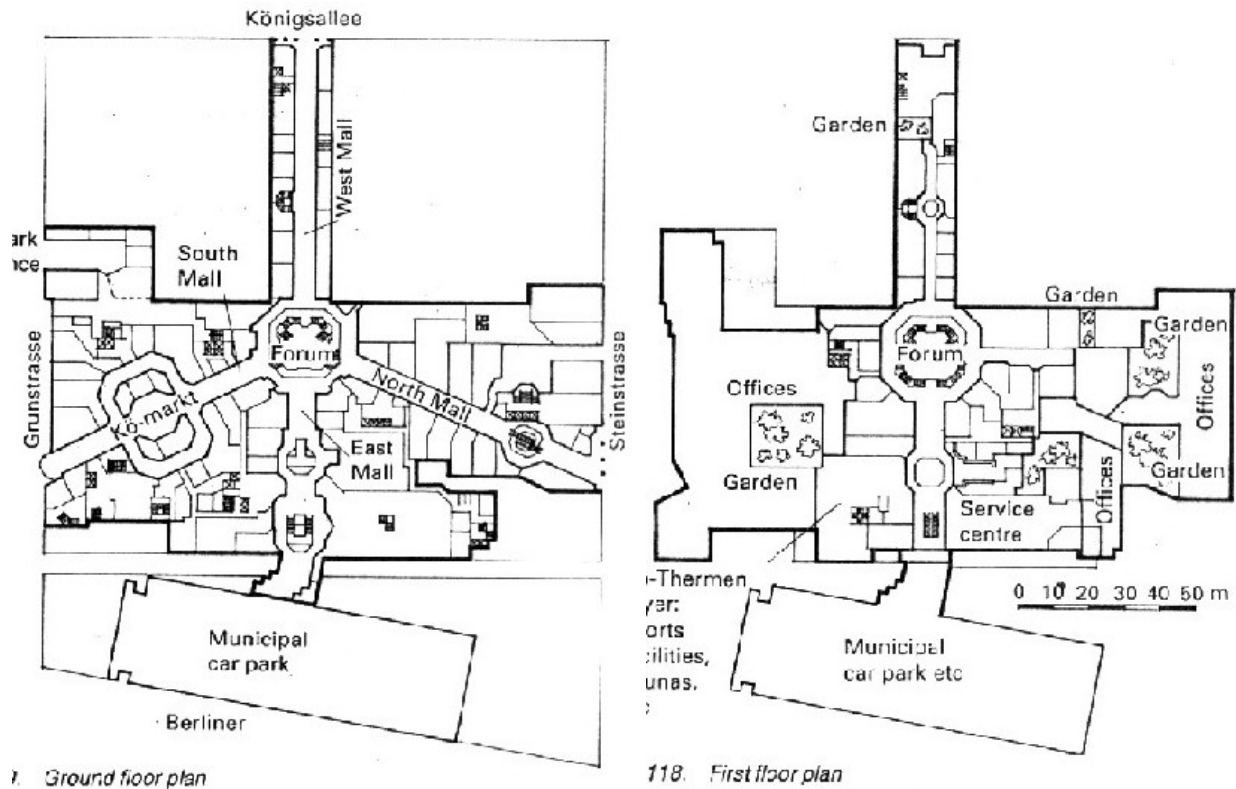 Königsallee
West Mall
South
Mall
Forum
Grunstrasse
Kö-markt
North Mall
Steinstrasse
East
Mall
Municipal
car park
Berliner
Ground floor plan
Garden
Garden
Garden
Forum
Offices
Offices
Garden
Garden
Offices
Service
centre
-Thermen
0 10 20 30 40 50 m
Municipal
car park etc
118. First floor plan